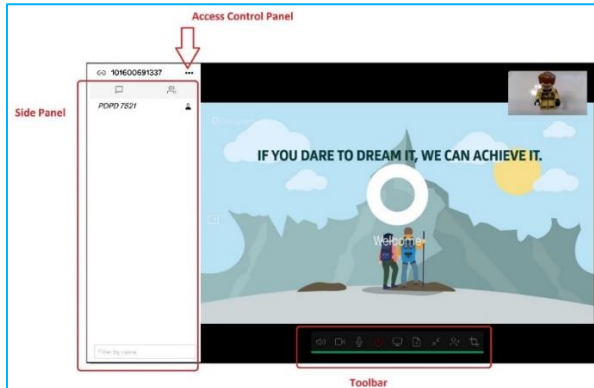 Access Control Panel
101600691337
Side Panel
PDPD 7521
IF YOU DARE TO DREAM IT, WE CAN ACHIEVE IT.
Welcome
Filter by name
Toolbar